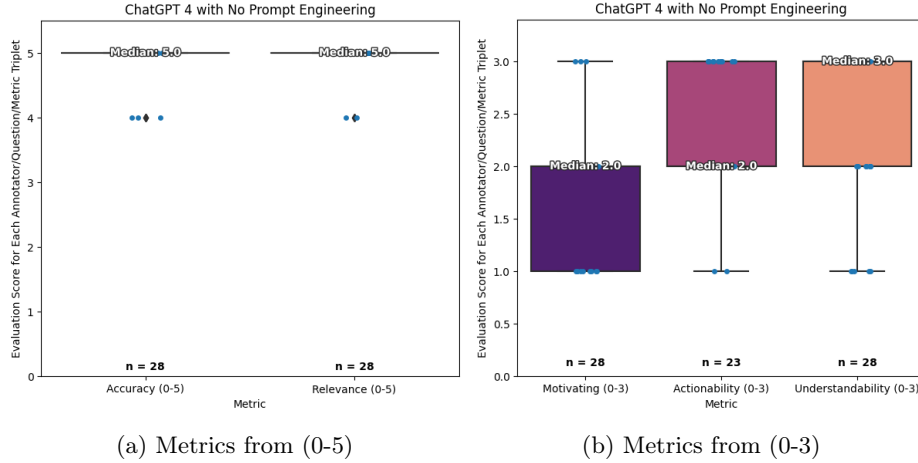 ChatGPT 4 with No Prompt Engineering
Evaluation Score for Each Annotator/Question/Metric Triplet
5
4
3
2
1
0
Median: 5.0
Median: 5.0
n = 28
n = 28
Accuracy (0-5)
Relevance (0-5)
Metric
(a) Metrics from (0-5)
ChatGPT 4 with No Prompt Engineering
Evaluation Score for Each Annotator/Question/Metric Triplet
3.0
2.5
2.0
1.5
1.0
0.5
0.0
Median: 2.0
Median: 2.0
Median: 3.0
n = 28
n = 23
n = 28
Motivating (0-3)
Actionability (0-3)
Understandability (0-3)
Metric
(b) Metrics from (0-3)